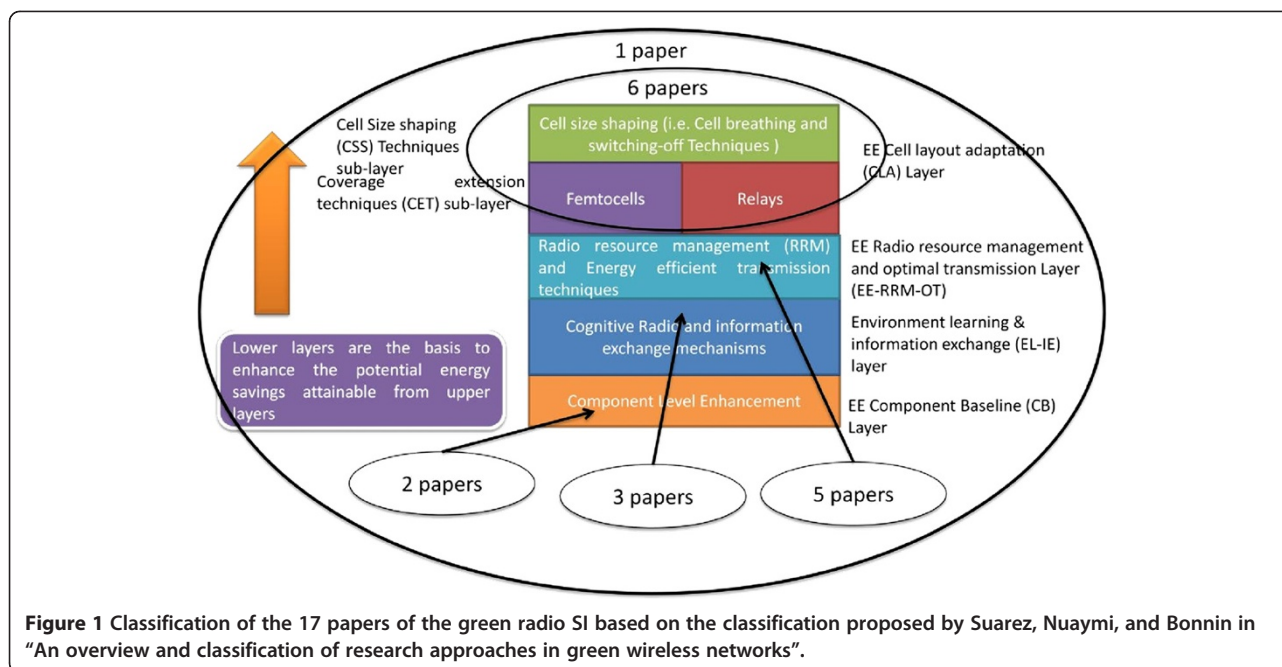 1 paper
6 papers
Cell Size shaping
(CSS) Techniques
sub-layer
Coverage extension
techniques (CET) sub-layer
Cell size shaping (i.e. Cell breathing and
switching-off Techniques )
EE Cell layout adaptation
(CLA) Layer
Femtocells
Relays
Radio resource management (RRM)
and Energy efficient transmission
techniques
EE Radio resource management
and optimal transmission Layer
(EE-RRM-OT)
Cognitive Radio and information
exchange mechanisms
Environment learning &
information exchange (EL-IE)
layer
Lower layers are the basis to
enhance the potential energy
savings attainable from upper
layers
Component Level Enhancement
EE Component Baseline (CB)
Layer
2 papers
3 papers
5 papers
Figure 1 Classification of the 17 papers of the green radio SI based on the classification proposed by Suarez, Nuaymi, and Bonnin in
“An overview and classification of research approaches in green wireless networks”.